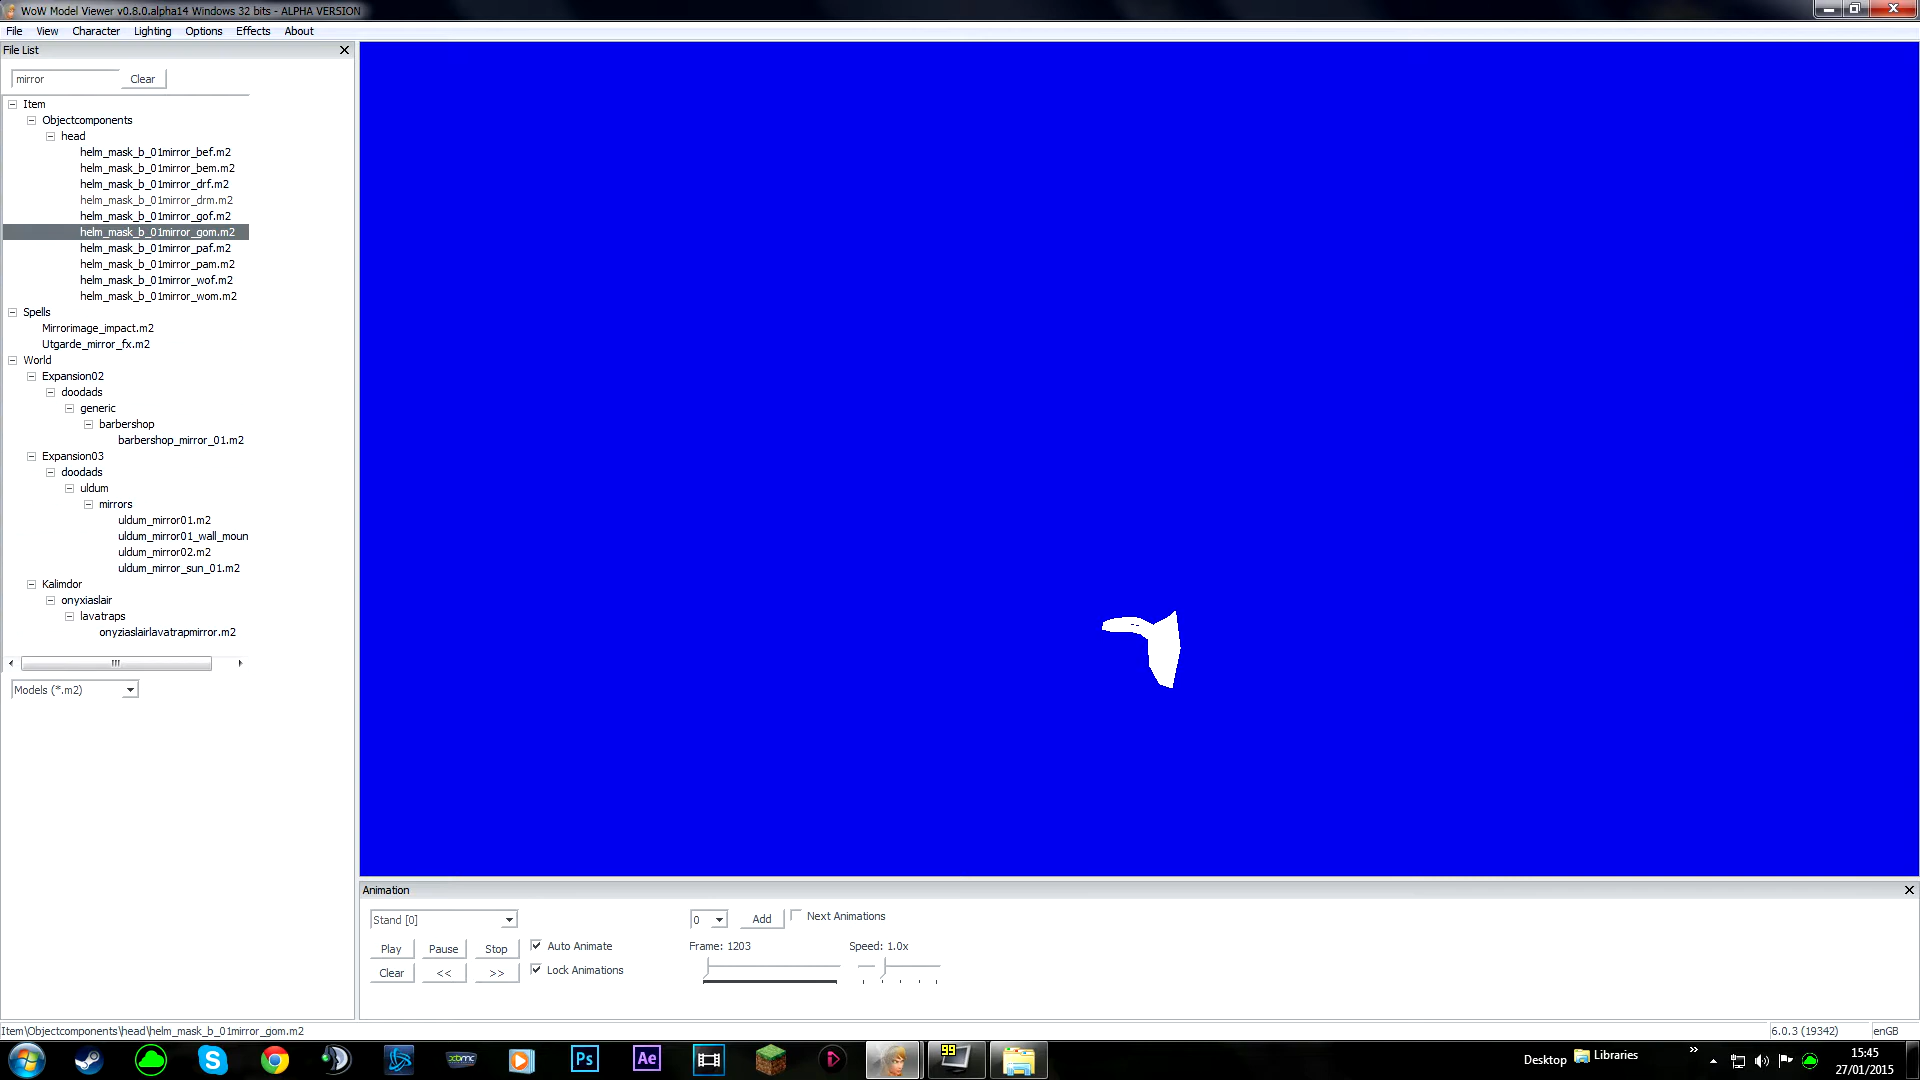 WoW Model Viewer v0.8.0.alpha14 Windows 32 bits - ALPHA VERSION
File View Character Lighting Options Effects About
File List
mirror Clear
Item
Objectcomponents
head
helm_mask_b_01mirror_bef.m2
helm_mask_b_01mirror_bem.m2
helm_mask_b_01mirror_drf.m2
helm_mask_b_01mirror_drm.m2
helm_mask_b_01mirror_gof.m2
helm_mask_b_01mirror_gom.m2
helm_mask_b_01mirror_paf.m2
helm_mask_b_01mirror_pam.m2
helm_mask_b_01mirror_wof.m2
helm_mask_b_01mirror_wom.m2
Spells
Mirrorimage_impact.m2
Utgarde_mirror_fx.m2
World
Expansion02
doodads
generic
barbershop
barbershop_mirror_01.m2
Expansion03
doodads
uldum
mirrors
uldum_mirror01.m2
uldum_mirror01_wall_moun
uldum_mirror02.m2
uldum_mirror_sun_01.m2
Kalimdor
onyxiaslair
lavatraps
onyziaslairlavatrapmirror.m2
Models (*.m2)
Animation
Stand [0] 0 Add Next Animations
Play Pause Stop Auto Animate Frame: 1203 Speed: 1.0x
Clear << >> Lock Animations
Item\Objectcomponents\head\helm_mask_b_01mirror_gom.m2 6.0.3 (19342) enGB
xbmc Ps Ae 99 Desktop Libraries » 15:45
27/01/2015